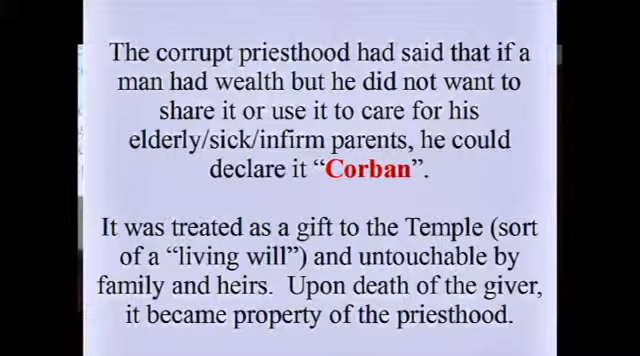 The corrupt priesthood had said that if a
man had wealth but he did not want to
share it or use it to care for his
elderly/sick/infirm parents, he could
declare it “Corban”.
It was treated as a gift to the Temple (sort
of a “living will”) and untouchable by
family and heirs.  Upon death of the giver,
it became property of the priesthood.